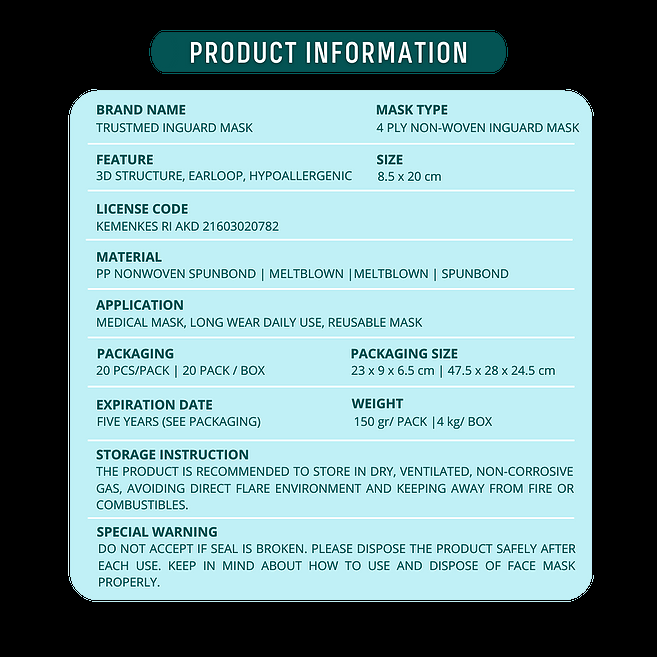 PRODUCT INFORMATION
BRAND NAME
TRUSTMED INGUARD MASK
MASK TYPE
4 PLY NON-WOVEN INGUARD MASK
FEATURE
3D STRUCTURE, EARLOOP, HYPOALLERGENIC
SIZE
8.5 x 20 cm
LICENSE CODE
KEMENKES RI AKD 21603020782
MATERIAL
PP NONWOVEN SPUNBOND | MELTBLOWN |MELTBLOWN | SPUNBOND
APPLICATION
MEDICAL MASK, LONG WEAR DAILY USE, REUSABLE MASK
PACKAGING
20 PCS/PACK | 20 PACK / BOX
PACKAGING SIZE
23 x 9 x 6.5 cm | 47.5 x 28 x 24.5 cm
EXPIRATION DATE
FIVE YEARS (SEE PACKAGING)
WEIGHT
150 gr/ PACK |4 kg/ BOX
STORAGE INSTRUCTION
THE PRODUCT IS RECOMMENDED TO STORE IN DRY, VENTILATED, NON-CORROSIVE
GAS, AVOIDING DIRECT FLARE ENVIRONMENT AND KEEPING AWAY FROM FIRE OR
COMBUSTIBLES.
SPECIAL WARNING
DO NOT ACCEPT IF SEAL IS BROKEN. PLEASE DISPOSE THE PRODUCT SAFELY AFTER
EACH USE. KEEP IN MIND ABOUT HOW TO USE AND DISPOSE OF FACE MASK
PROPERLY.